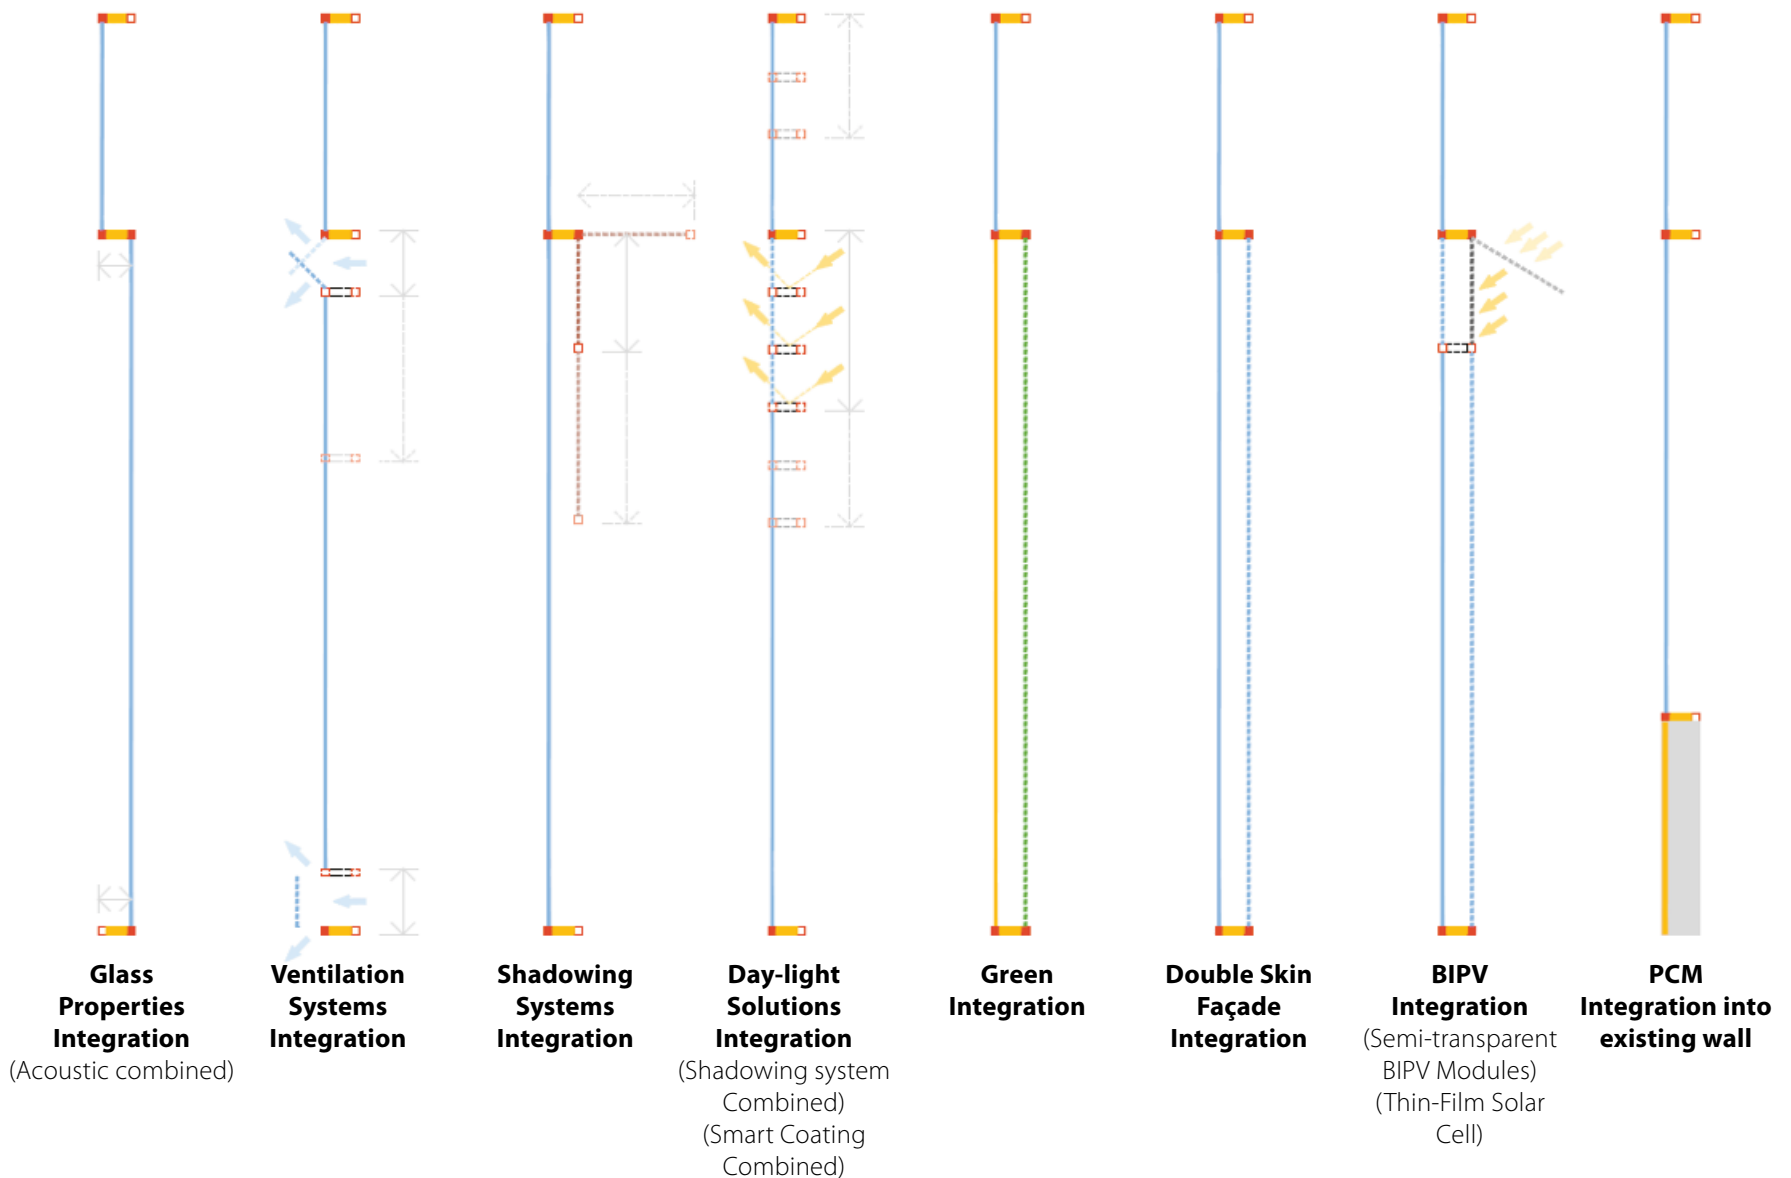 Glass
Properties
Integration
(Acoustic combined)
Ventilation
Systems
Integration
Shadowing
Systems
Integration
Day-light
Solutions
Integration
(Shadowing system
Combined)
(Smart Coating
Combined)
Green
Integration
Double Skin
Façade
Integration
BIPV
Integration
(Semi-transparent
BIPV Modules)
(Thin-Film Solar
Cell)
PCM
Integration into
existing wall